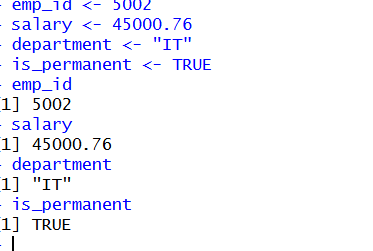 emp_id <- 5002
salary <- 45000.76
department <- "IT"
is_permanent <- TRUE
emp_id
[1] 5002
salary
[1] 45000.76
department
[1] "IT"
is_permanent
[1] TRUE